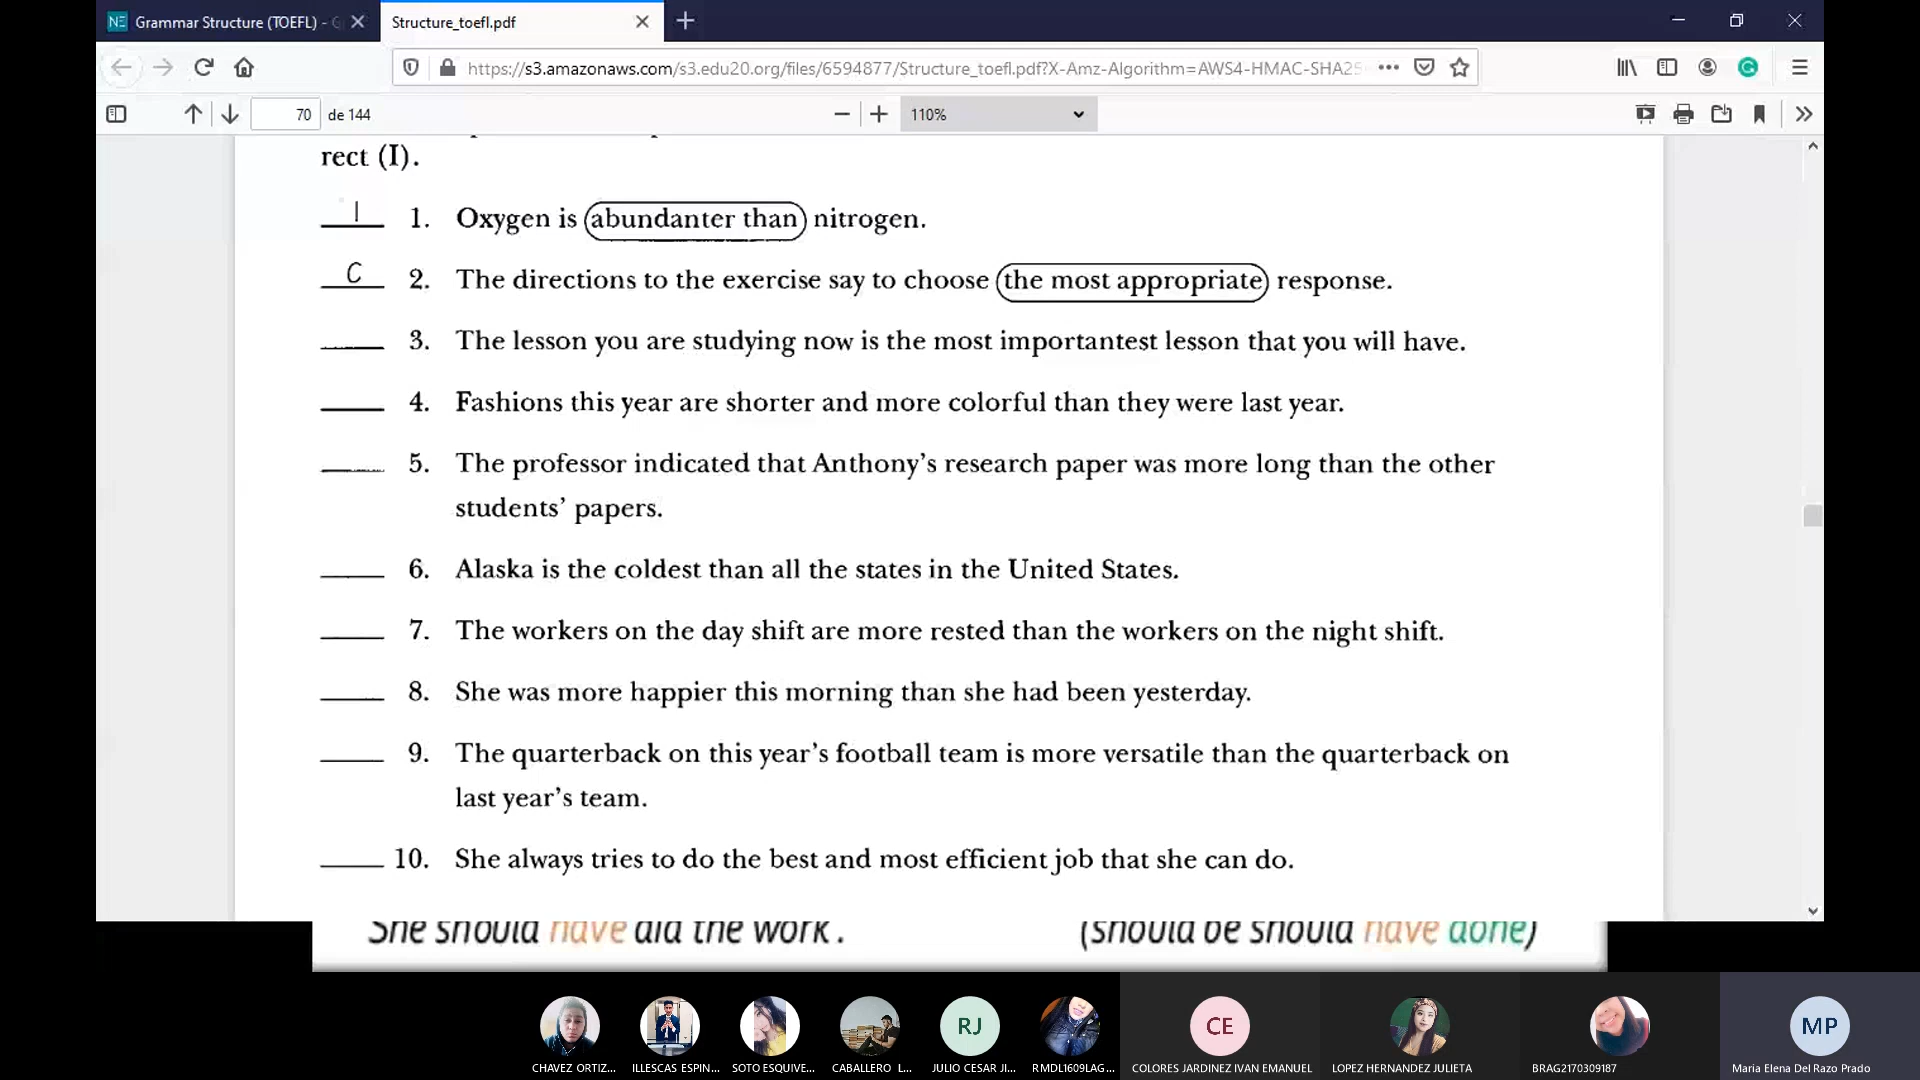 Grammar Structure (TOEFL) - G
Structure_toefl.pdf
https://s3.amazonaws.com/s3.edu20.org/files/6594877/Structure_toefl.pdf?X-Amz-Algorithm=AWS4-HMAC-SHA25
70 de 144
110%
rect (I).
I 1. Oxygen is abundanter than nitrogen.
C 2. The directions to the exercise say to choose the most appropriate response.
3. The lesson you are studying now is the most importantest lesson that you will have.
4. Fashions this year are shorter and more colorful than they were last year.
5. The professor indicated that Anthony's research paper was more long than the other
students' papers.
6. Alaska is the coldest than all the states in the United States.
7. The workers on the day shift are more rested than the workers on the night shift.
8. She was more happier this morning than she had been yesterday.
9. The quarterback on this year's football team is more versatile than the quarterback on
last year's team.
10. She always tries to do the best and most efficient job that she can do.
She should have did the work. (should be should have done)
RJ CE MP
CHAVEZ ORTIZ... ILLESCAS ESPIN... SOTO ESQUIVE... CABALLERO L... JULIO CESAR JI... RMDL1609LAG... COLORES JARDINEZ IVAN EMANUEL LOPEZ HERNANDEZ JULIETA BRAG2170309187 Maria Elena Del Razo Prado